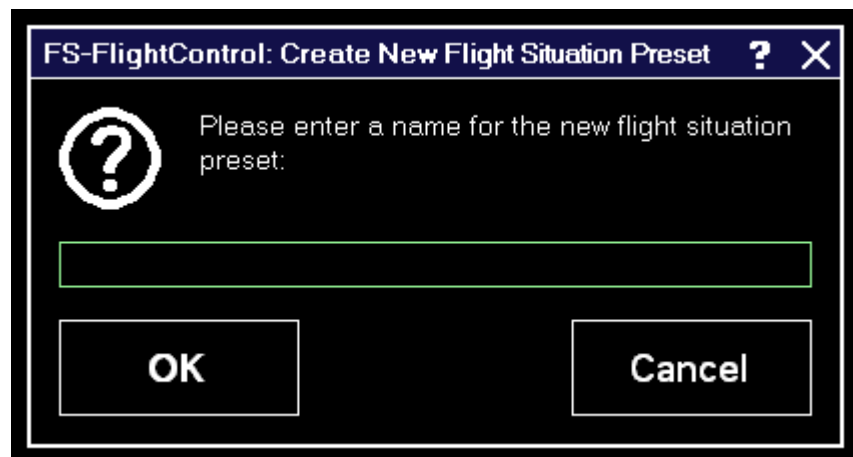 FS-FlightControl: Create New Flight Situation Preset ? X
?
Please enter a name for the new flight situation
preset:
OK
Cancel